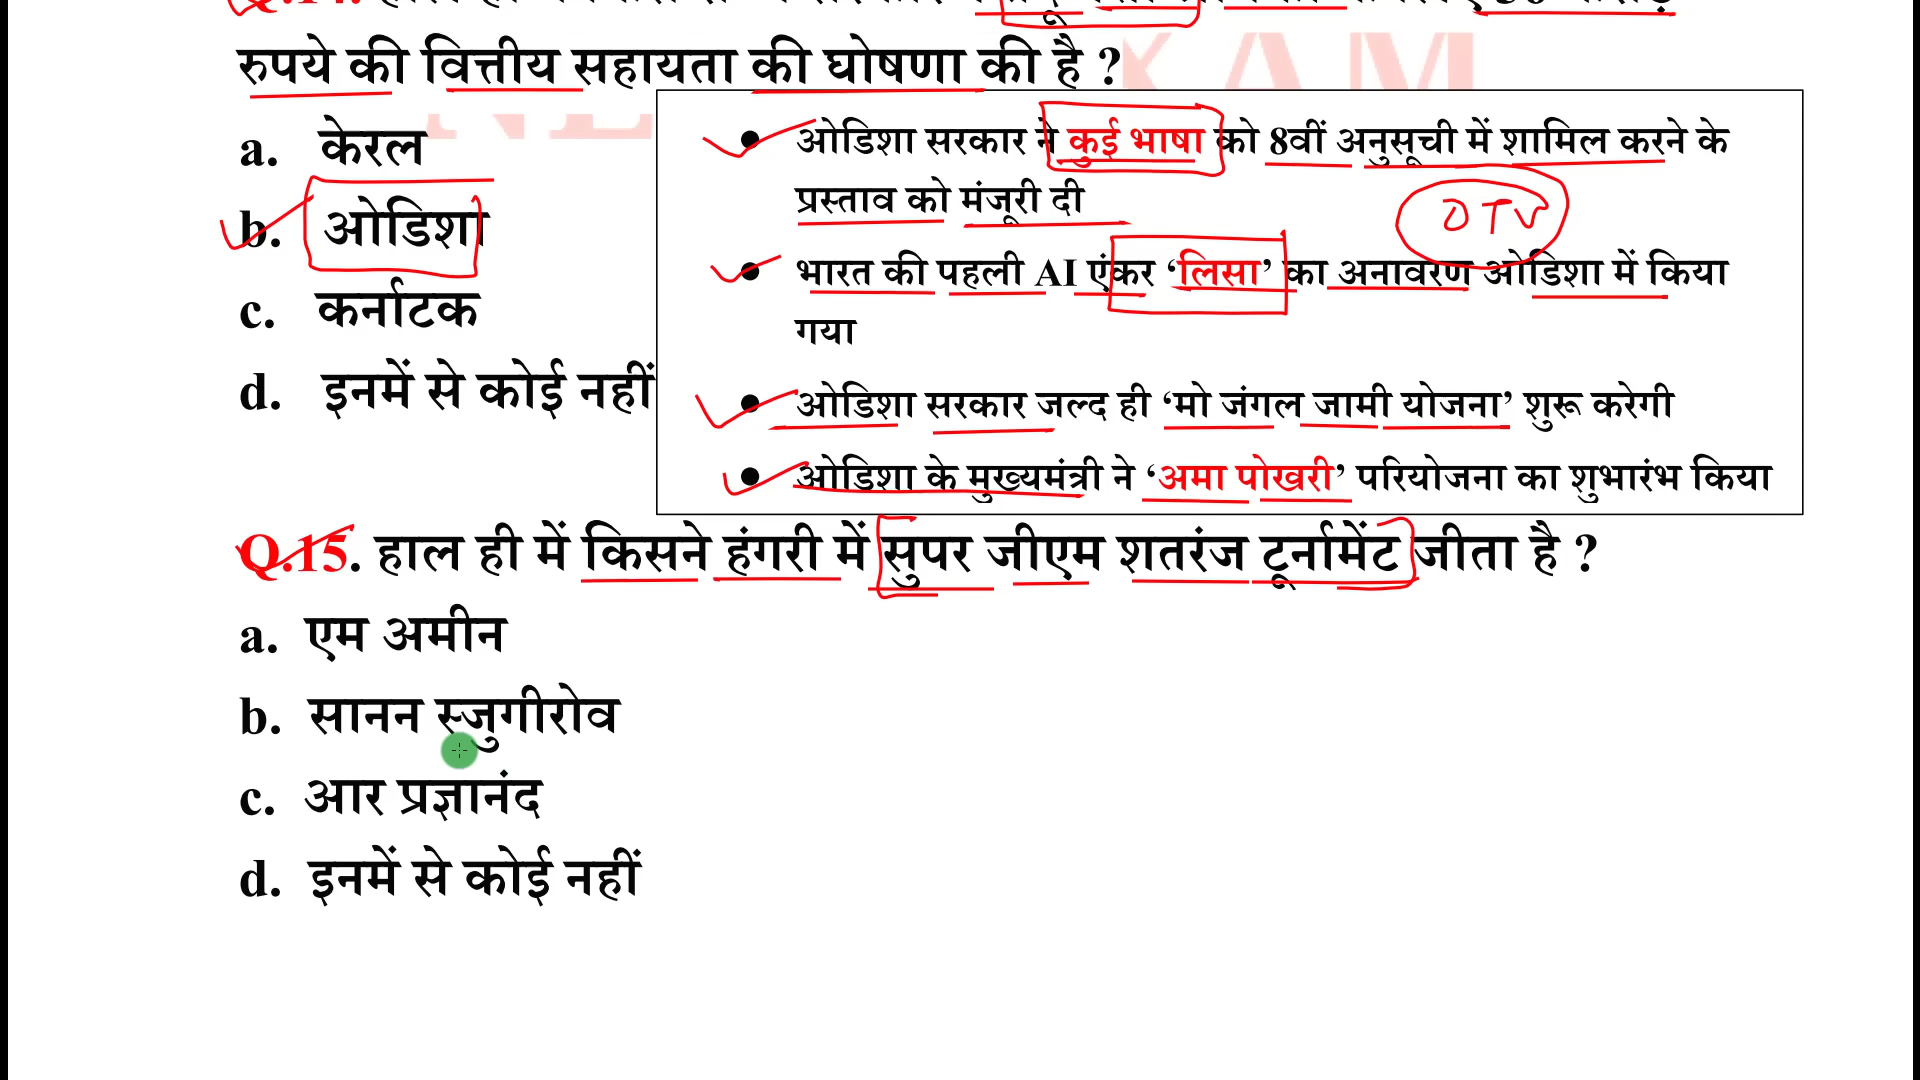 रुपये की वित्तीय सहायता की घोषणा की है ?
a. केरल
b. ओडिशा
c. कर्नाटक
d. इनमें से कोई नहीं
● ओडिशा सरकार ने कुई भाषा को 8वीं अनुसूची में शामिल करने के
प्रस्ताव को मंजूरी दी
OTV
● भारत की पहली AI एंकर ‘लिसा’ का अनावरण ओडिशा में किया
गया
● ओडिशा सरकार जल्द ही ‘मो जंगल जामी योजना’ शुरू करेगी
● ओडिशा के मुख्यमंत्री ने ‘अमा पोखरी’ परियोजना का शुभारंभ किया
Q.15. हाल ही में किसने हंगरी में सुपर जीएम शतरंज टूर्नामेंट जीता है ?
a. एम अमीन
b. सानन स्जुगीरोव
c. आर प्रज्ञानंद
d. इनमें से कोई नहीं